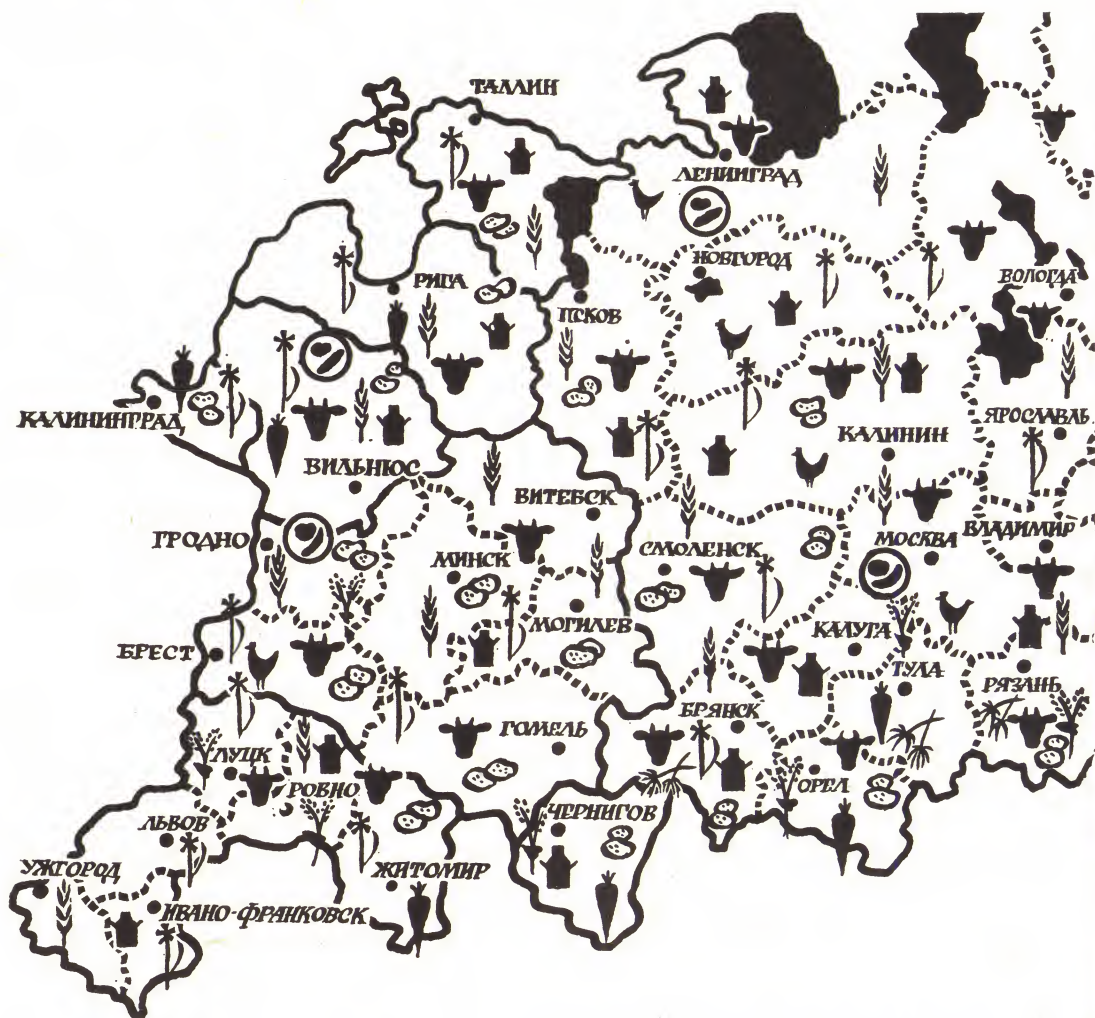 ТАЛЛИН
ЛЕНИНГРАД
НОВГОРОД
РИГА
ВОЛОГДА
ПСКОВ
КАЛИНИНГРАД
ЯРОСЛАВЛЬ
КАЛИНИН
ВИЛЬНЮС
ВИТЕБСК
ВЛАДИМИР
ГРОДНО
МОСКВА
СМОЛЕНСК
МИНСК
МОГИЛЕВ
КАЛУГА
БРЕСТ
ТУЛА
РЯЗАНЬ
БРЯНСК
ГОМЕЛЬ
ЛУЦК
ОРЕЛ
РОВНО
ЧЕРНИГОВ
ЛЬВОВ
УЖГОРОД
ЖИТОМИР
ИВАНО-ФРАНКОВСК